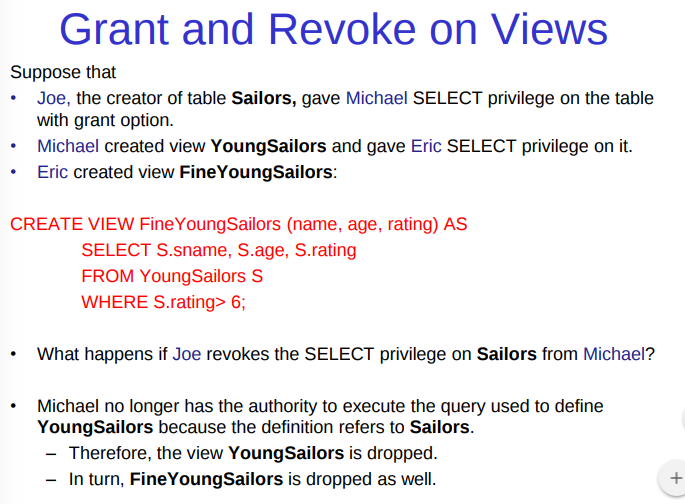 Grant and Revoke on Views
Suppose that
• Joe, the creator of table Sailors, gave Michael SELECT privilege on the table
with grant option.
• Michael created view YoungSailors and gave Eric SELECT privilege on it.
• Eric created view FineYoungSailors:
CREATE VIEW FineYoungSailors (name, age, rating) AS
SELECT S.sname, S.age, S.rating
FROM YoungSailors S
WHERE S.rating> 6;
• What happens if Joe revokes the SELECT privilege on Sailors from Michael?
• Michael no longer has the authority to execute the query used to define
YoungSailors because the definition refers to Sailors.
– Therefore, the view YoungSailors is dropped.
– In turn, FineYoungSailors is dropped as well.
+